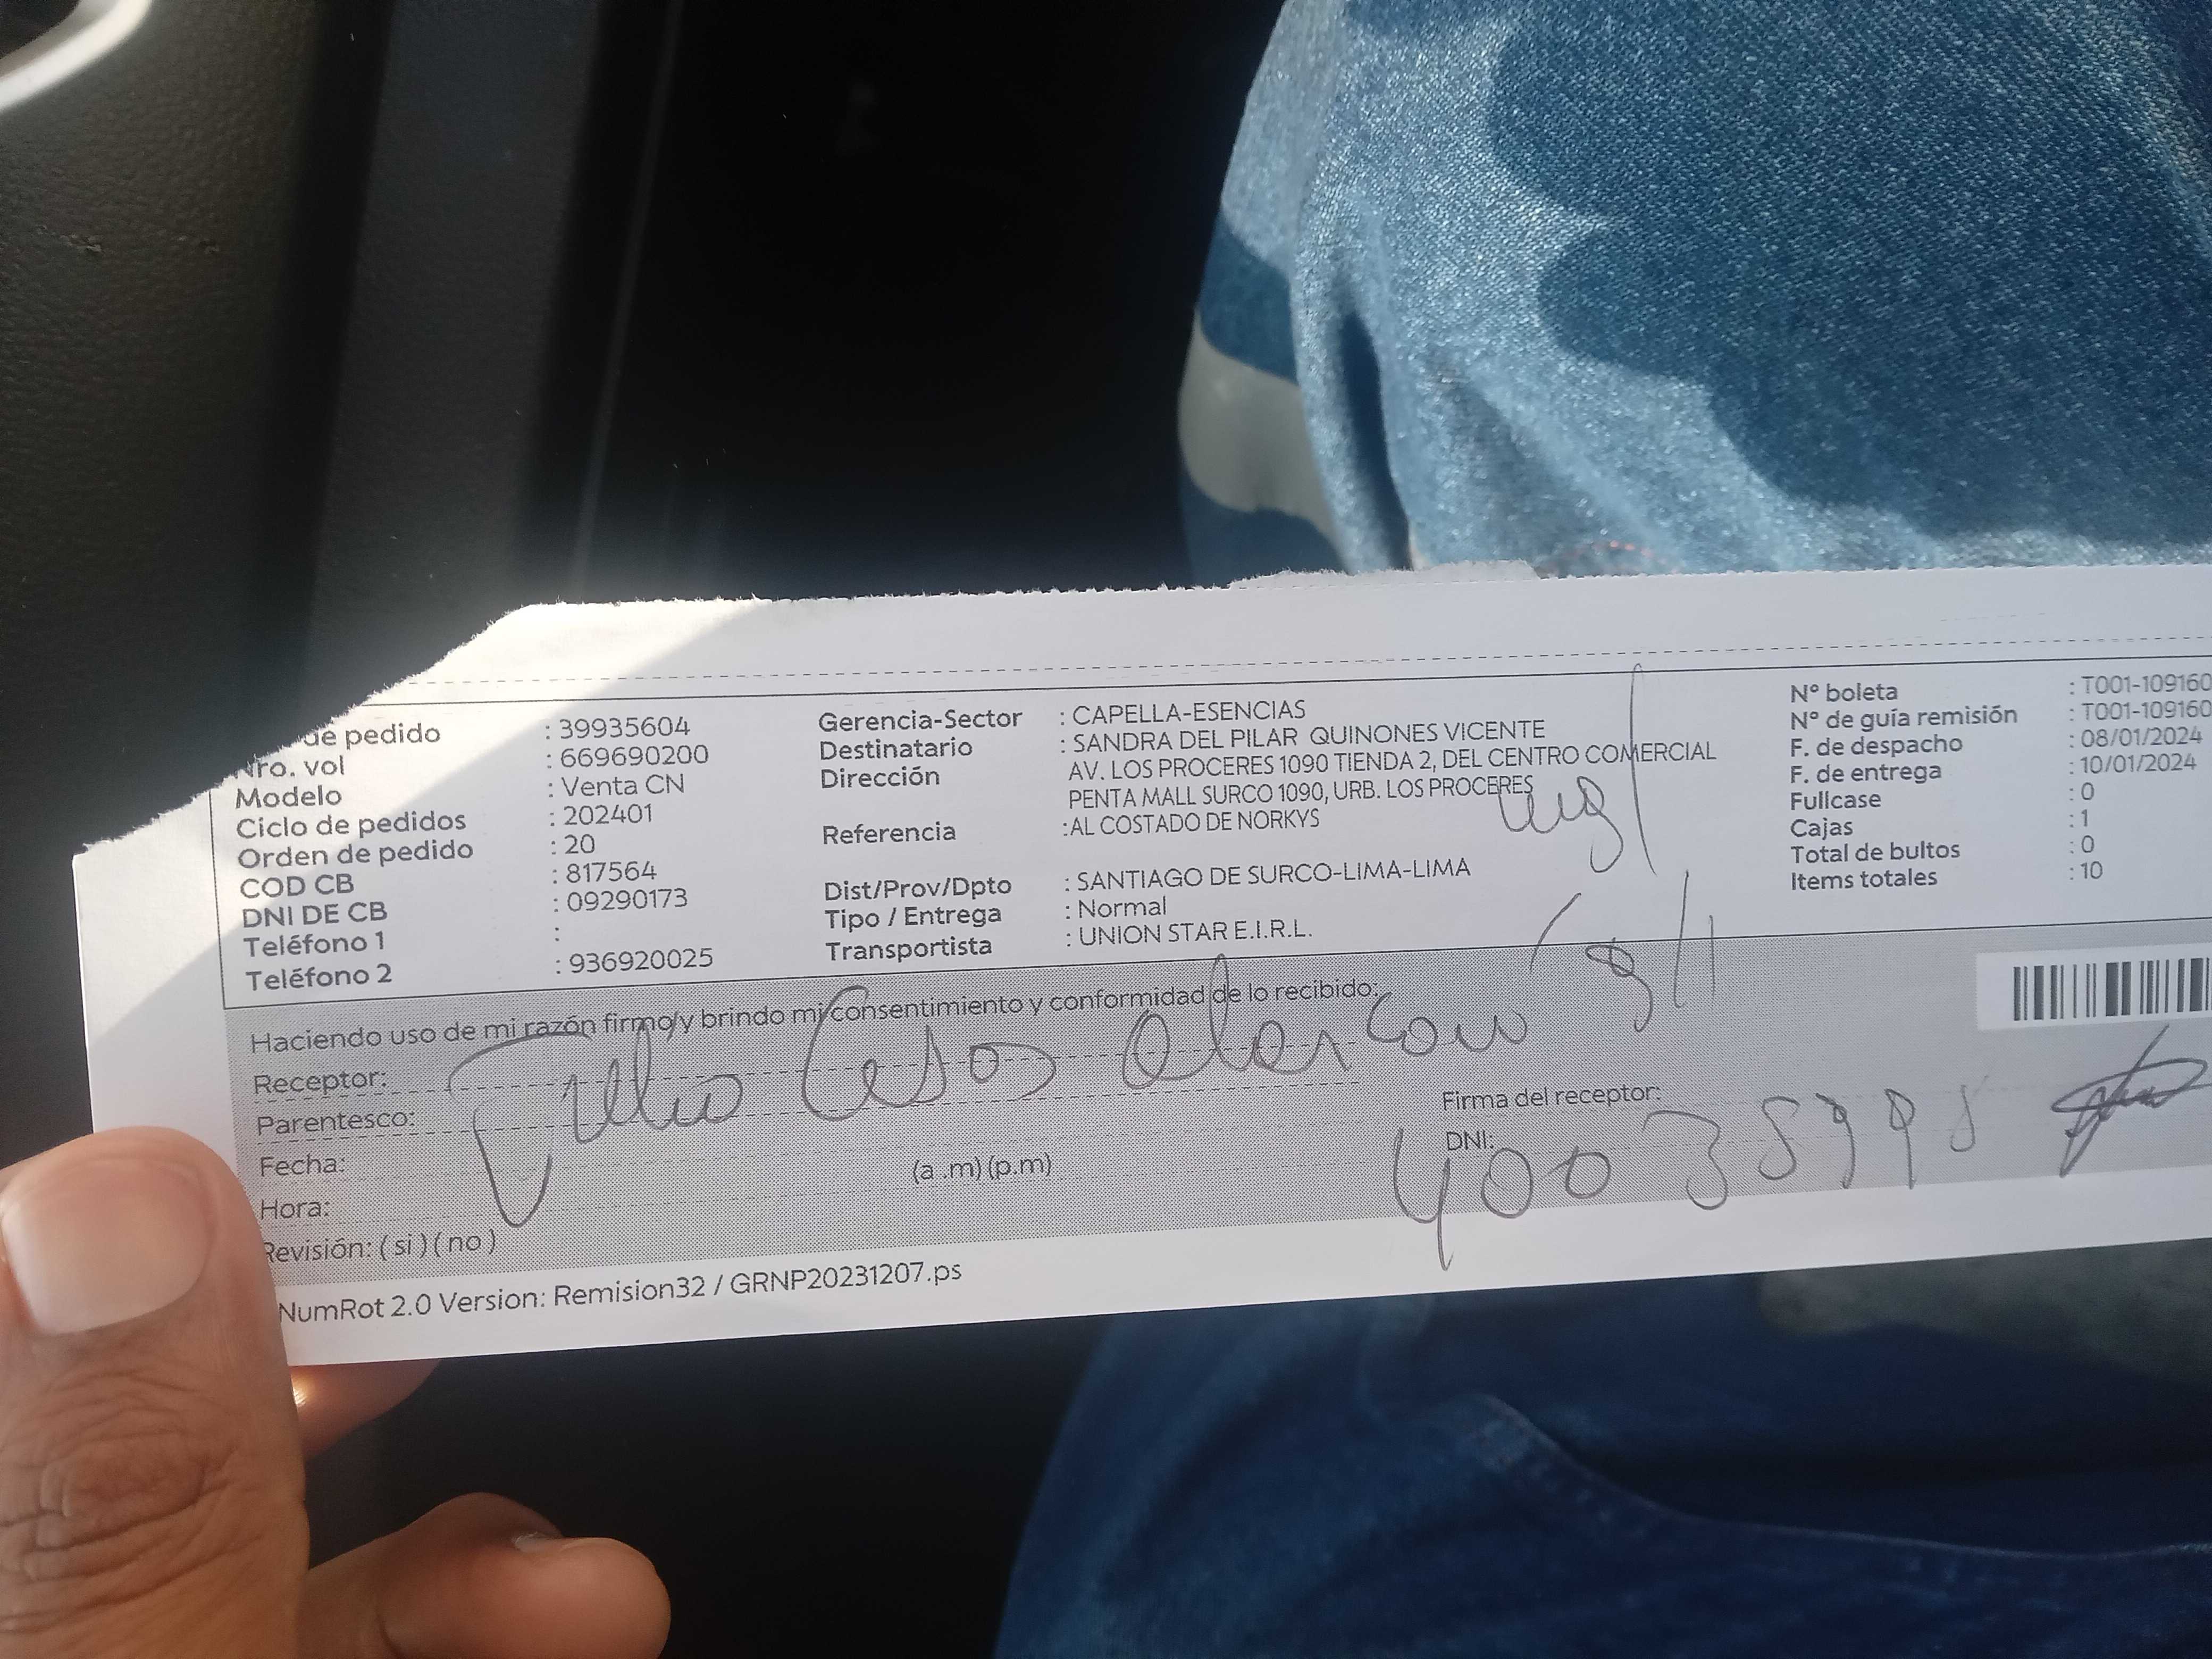 de pedido : 39935604
Nro. vol : 669690200
Modelo : Venta CN
Ciclo de pedidos : 202401
Orden de pedido : 20
COD CB : 817564
DNI DE CB : 09290173
Teléfono 1 :
Teléfono 2 : 936920025
Gerencia-Sector : CAPELLA-ESENCIAS
Destinatario : SANDRA DEL PILAR QUINONES VICENTE
Dirección AV. LOS PROCERES 1090 TIENDA 2, DEL CENTRO COMERCIAL
PENTA MALL SURCO 1090, URB. LOS PROCERES
Referencia :AL COSTADO DE NORKYS
Dist/Prov/Dpto : SANTIAGO DE SURCO-LIMA-LIMA
Tipo / Entrega : Normal
Transportista : UNION STAR E.I.R.L.
N° boleta : T001-109160
N° de guía remisión : T001-109160
F. de despacho : 08/01/2024
F. de entrega : 10/01/2024
Fullcase : 0
Cajas : 1
Total de bultos : 0
Items totales : 10
Haciendo uso de mi razón firmo y brindo mi consentimiento y conformidad de lo recibido:
Receptor:
Parentesco:
Fecha:
Hora: (a .m) (p.m)
Revisión: ( si ) ( no )
Firma del receptor:
DNI:
NumRot 2.0 Version: Remision32 / GRNP20231207.ps